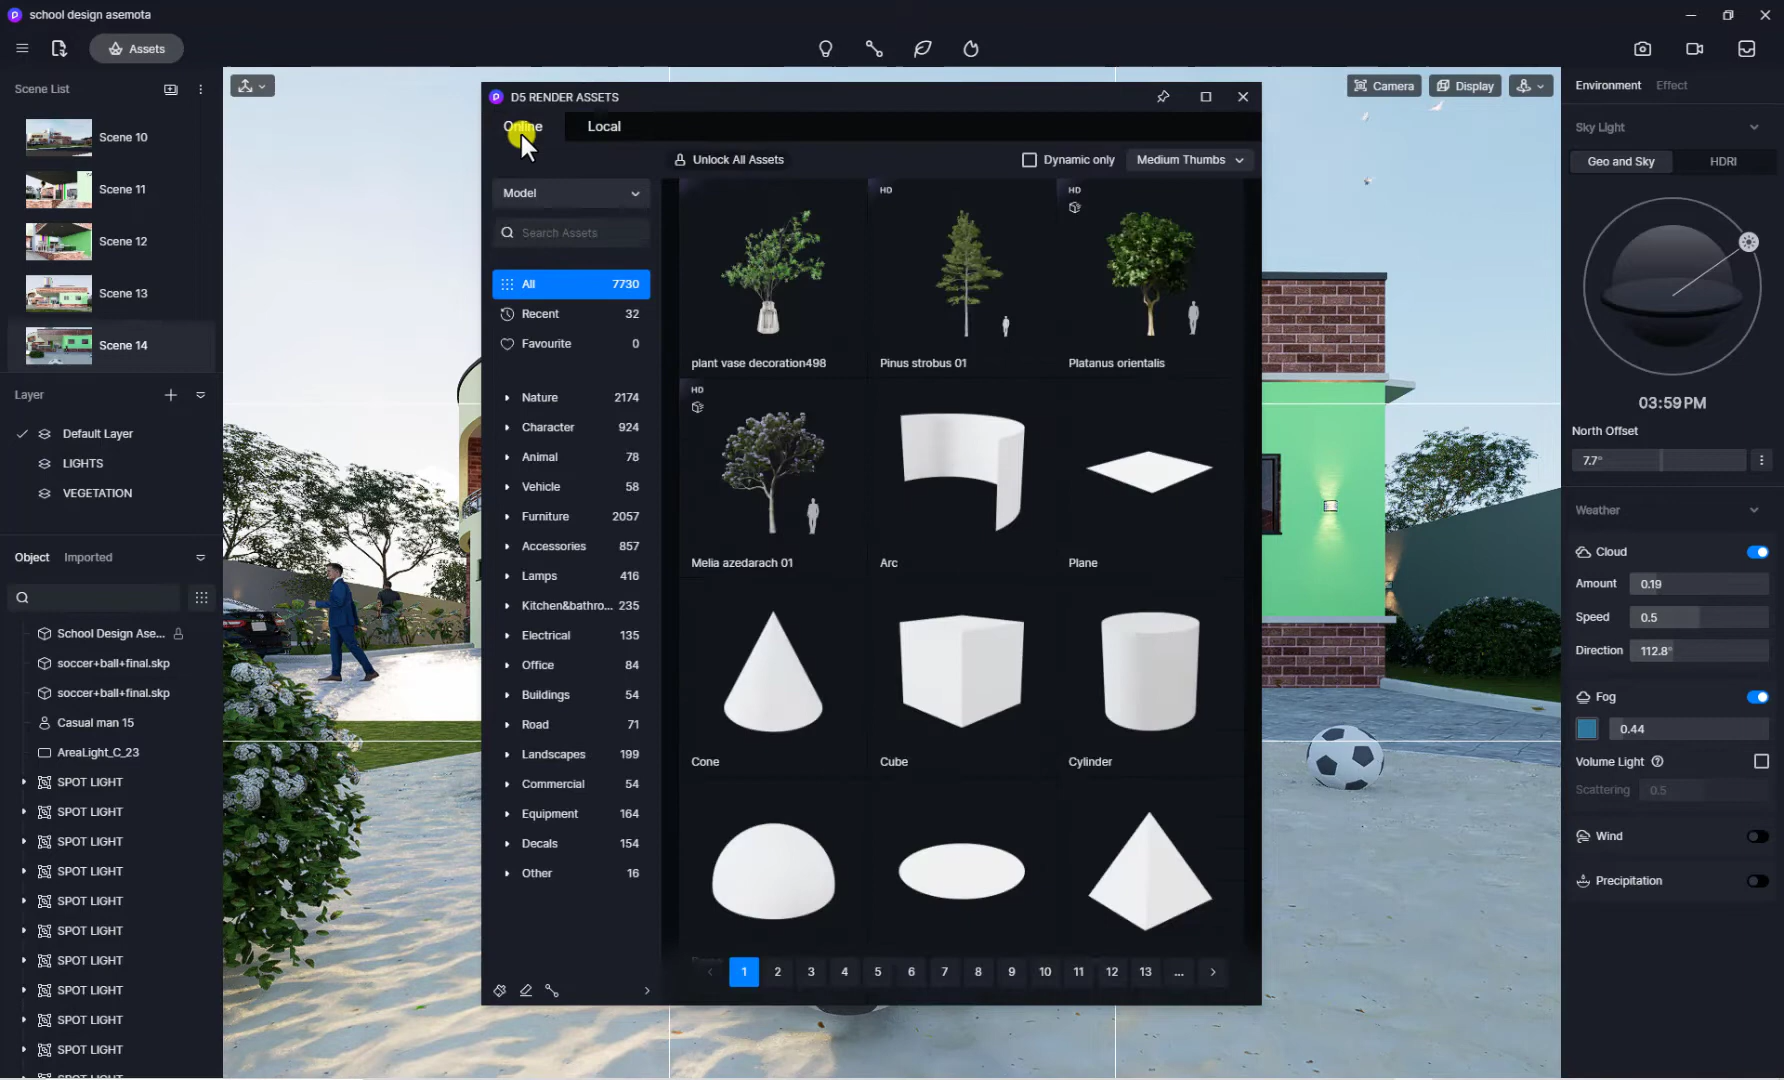 school design asemota
Assets
Scene List
Scene 10
Scene 11
Scene 12
Scene 13
Scene 14
Layer
Default Layer
LIGHTS
VEGETATION
Object Imported
School Design Ase...
soccer+ball+final.skp
soccer+ball+final.skp
Casual man 15
AreaLight_C_23
SPOT LIGHT
SPOT LIGHT
SPOT LIGHT
SPOT LIGHT
SPOT LIGHT
SPOT LIGHT
SPOT LIGHT
SPOT LIGHT
SPOT LIGHT
SPOT LIGHT
SPOT LIGHT
D5 RENDER ASSETS
Online Local
Unlock All Assets
Dynamic only
Medium Thumbs
Model
Search Assets
All 7730
Recent 32
Favourite 0
Nature 2174
Character 924
Animal 78
Vehicle 58
Furniture 2057
Accessories 857
Lamps 416
Kitchen&bathro... 235
Electrical 135
Office 84
Buildings 54
Road 71
Landscapes 199
Commercial 54
Equipment 164
Decals 154
Other 16
HD
HD
plant vase decoration498
Pinus strobus 01
Platanus orientalis
HD
Melia azedarach 01
Arc
Plane
Cone
Cube
Cylinder
1 2 3 4 5 6 7 8 9 10 11 12 13 ...
Camera
Display
Environment Effect
Sky Light
Geo and Sky HDRI
03:59PM
North Offset
7.7°
Weather
Cloud
Amount 0.19
Speed 0.5
Direction 112.8°
Fog
0.44
Volume Light
Scattering 0.5
Wind
Precipitation